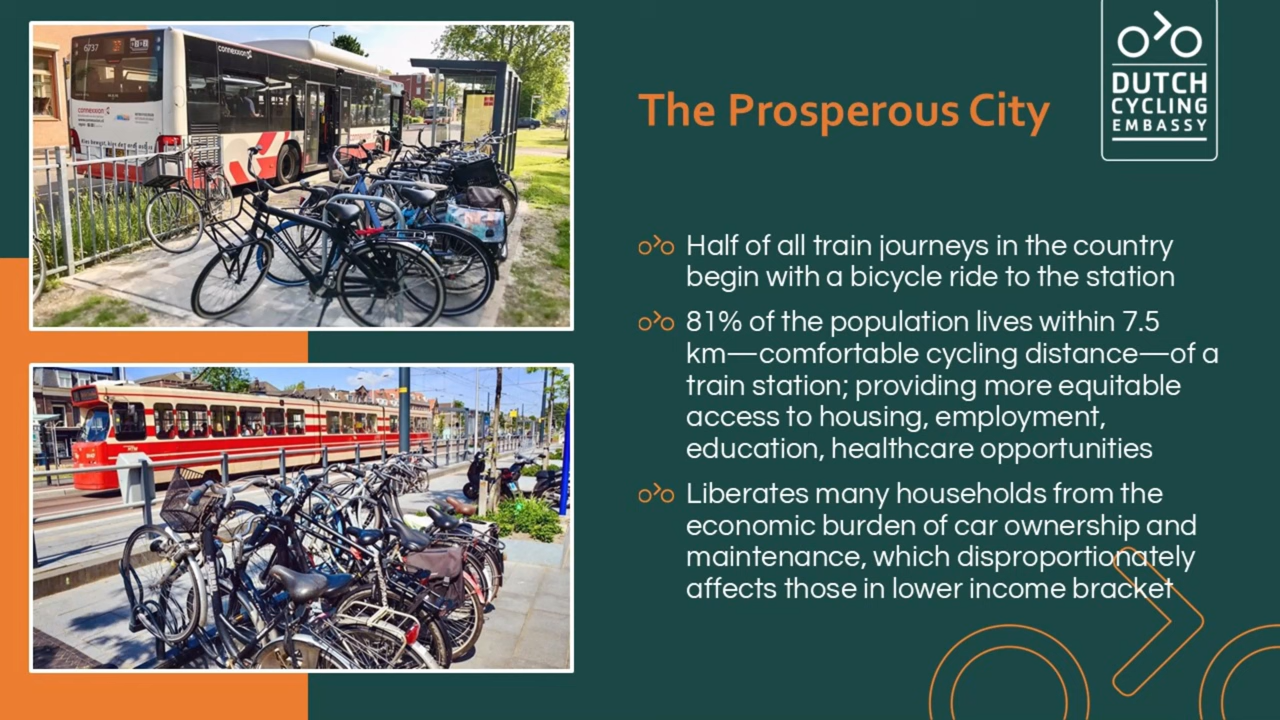 6737
connexxion
connexxion
The Prosperous City
DUTCH
CYCLING
EMBASSY
Half of all train journeys in the country
begin with a bicycle ride to the station
81% of the population lives within 7.5
km—comfortable cycling distance—of a
train station; providing more equitable
access to housing, employment,
education, healthcare opportunities
Liberates many households from the
economic burden of car ownership and
maintenance, which disproportionately
affects those in lower income bracket